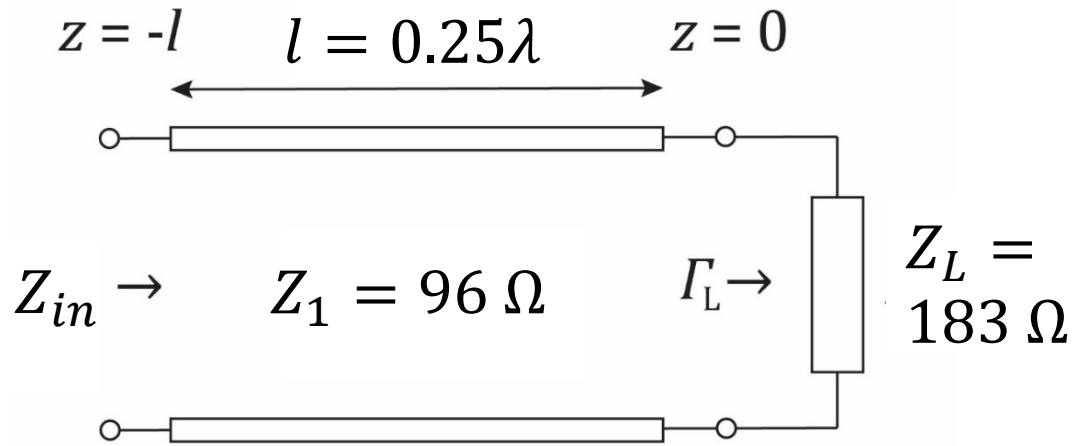 z = -l
l = 0.25λ
z = 0
Z_in →
Z_1 = 96 Ω
Γ_L→
Z_L =
183 Ω